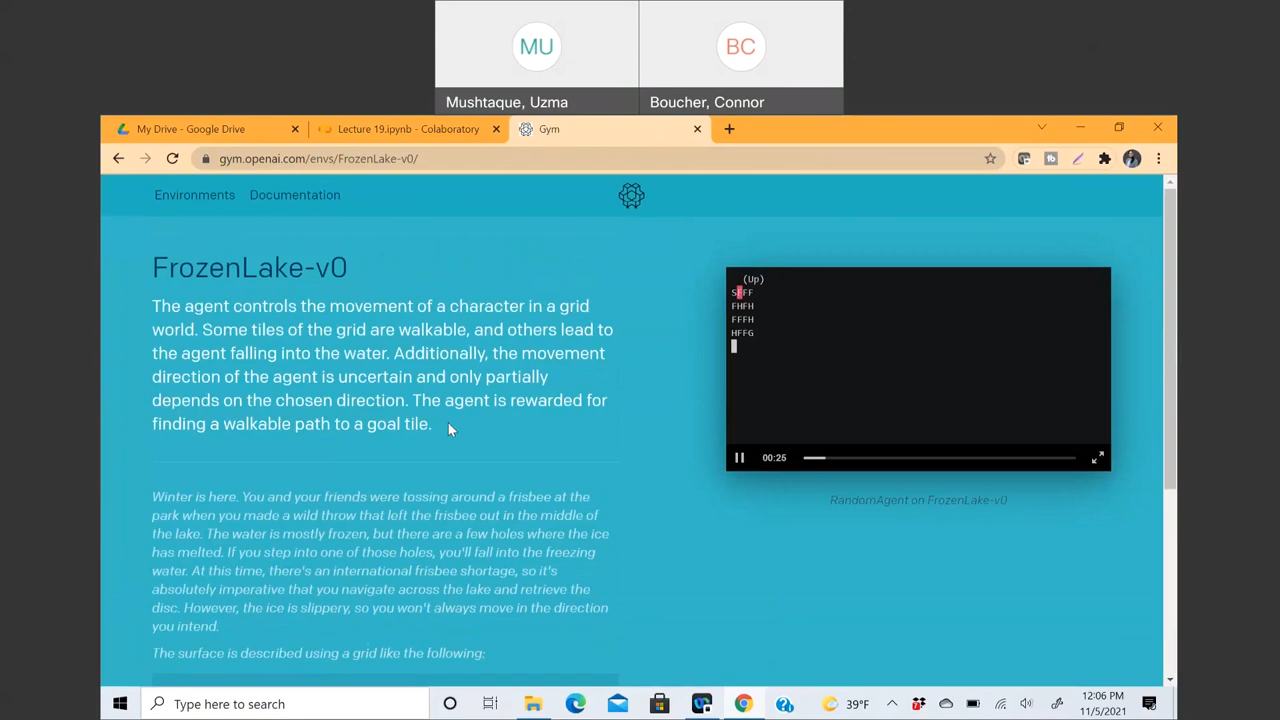 MU
BC
Mushtaque, Uzma
Boucher, Connor
My Drive - Google Drive
Lecture 19.ipynb - Colaboratory
Gym
gym.openai.com/envs/FrozenLake-v0/
Environments
Documentation
FrozenLake-v0
The agent controls the movement of a character in a grid
world. Some tiles of the grid are walkable, and others lead to
the agent falling into the water. Additionally, the movement
direction of the agent is uncertain and only partially
depends on the chosen direction. The agent is rewarded for
finding a walkable path to a goal tile.
(Up)
SFFF
FHFH
FFFH
HFFG
00:25
RandomAgent on FrozenLake-v0
Winter is here. You and your friends were tossing around a frisbee at the
park when you made a wild throw that left the frisbee out in the middle of
the lake. The water is mostly frozen, but there are a few holes where the ice
has melted. If you step into one of those holes, you'll fall into the freezing
water. At this time, there's an international frisbee shortage, so it's
absolutely imperative that you navigate across the lake and retrieve the
disc. However, the ice is slippery, so you won't always move in the direction
you intend.
The surface is described using a grid like the following:
Type here to search
39°F
12:06 PM
11/5/2021